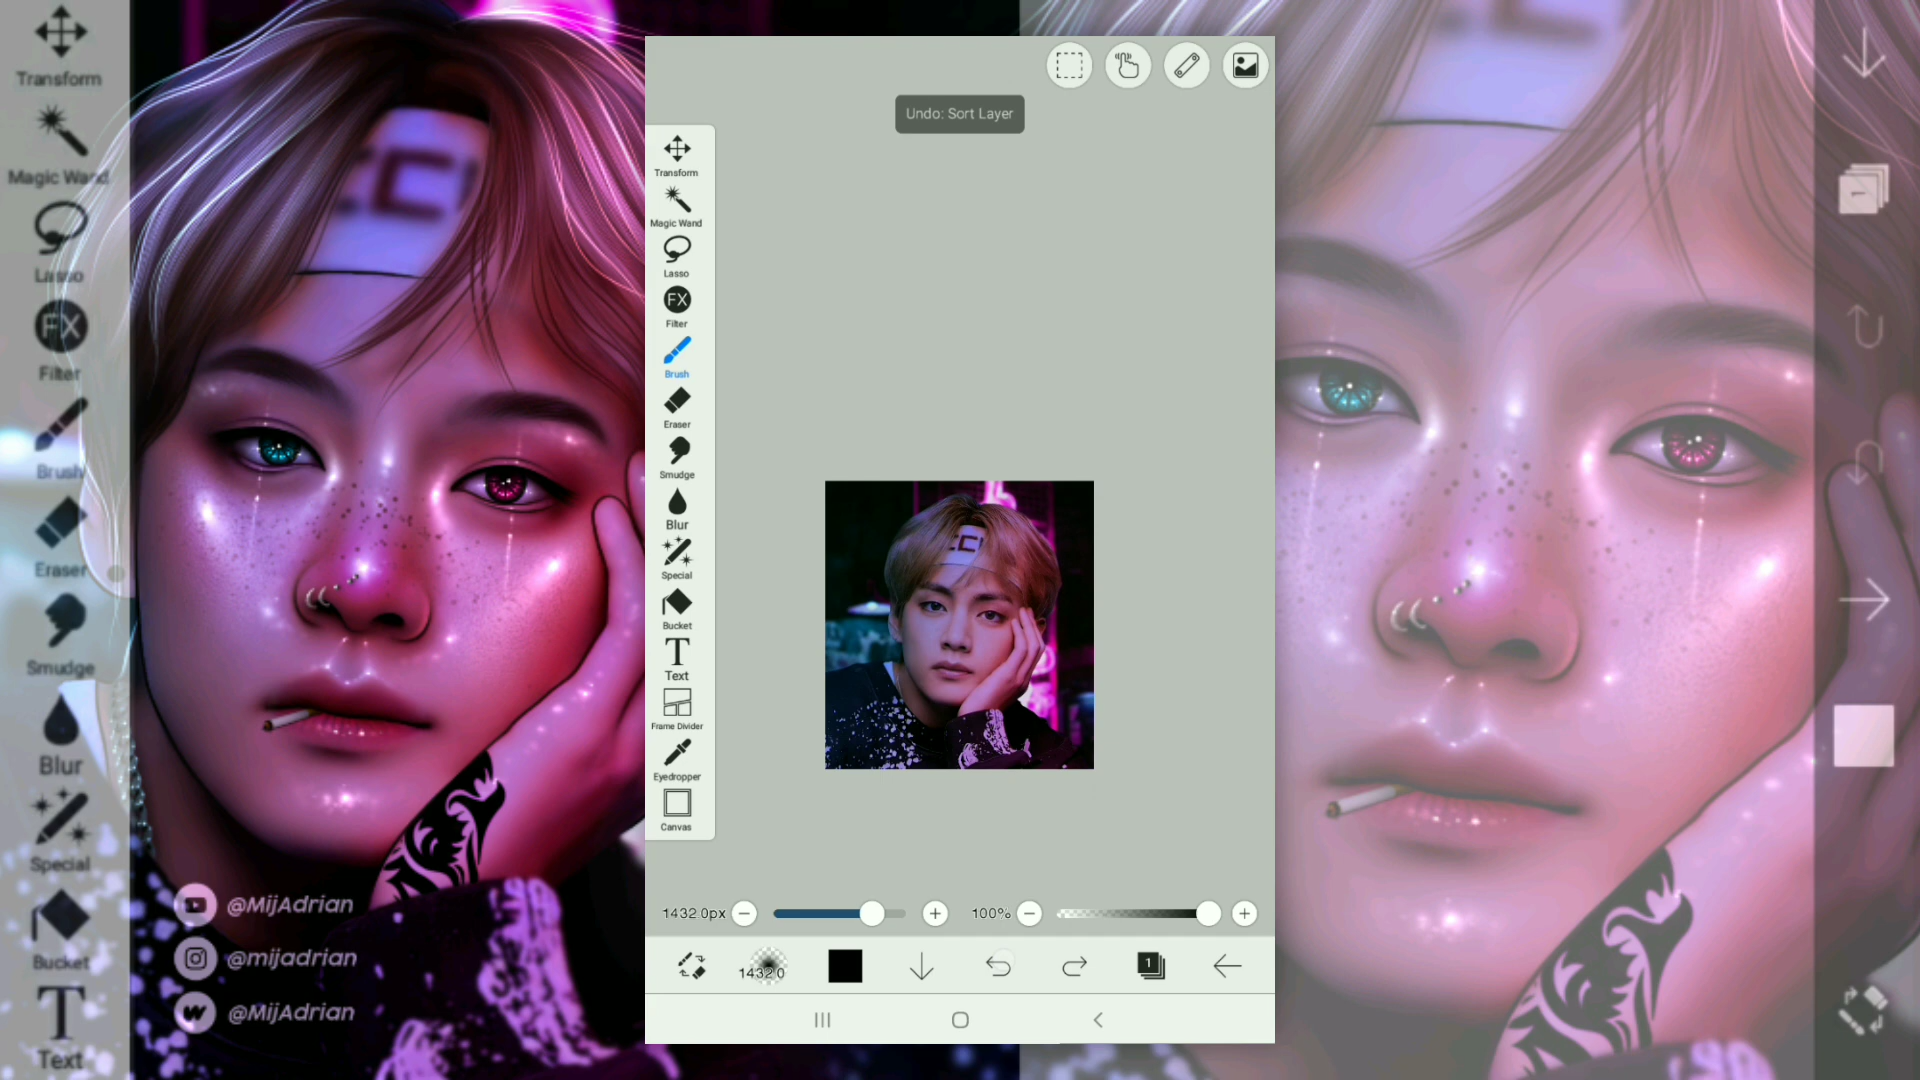 Transform
Magic Wand
Lasso
FX
Filter
Brush
Eraser
Smudge
Blur
Special
Bucket
T
Text
@MijAdrian
@mijadrian
@MijAdrian
Undo: Sort Layer
Transform
Magic Wand
Lasso
FX
Filter
Brush
Eraser
Smudge
Blur
Special
Bucket
T
Text
Frame Divider
Eyedropper
Canvas
1432.0px
100%
1432.0
1